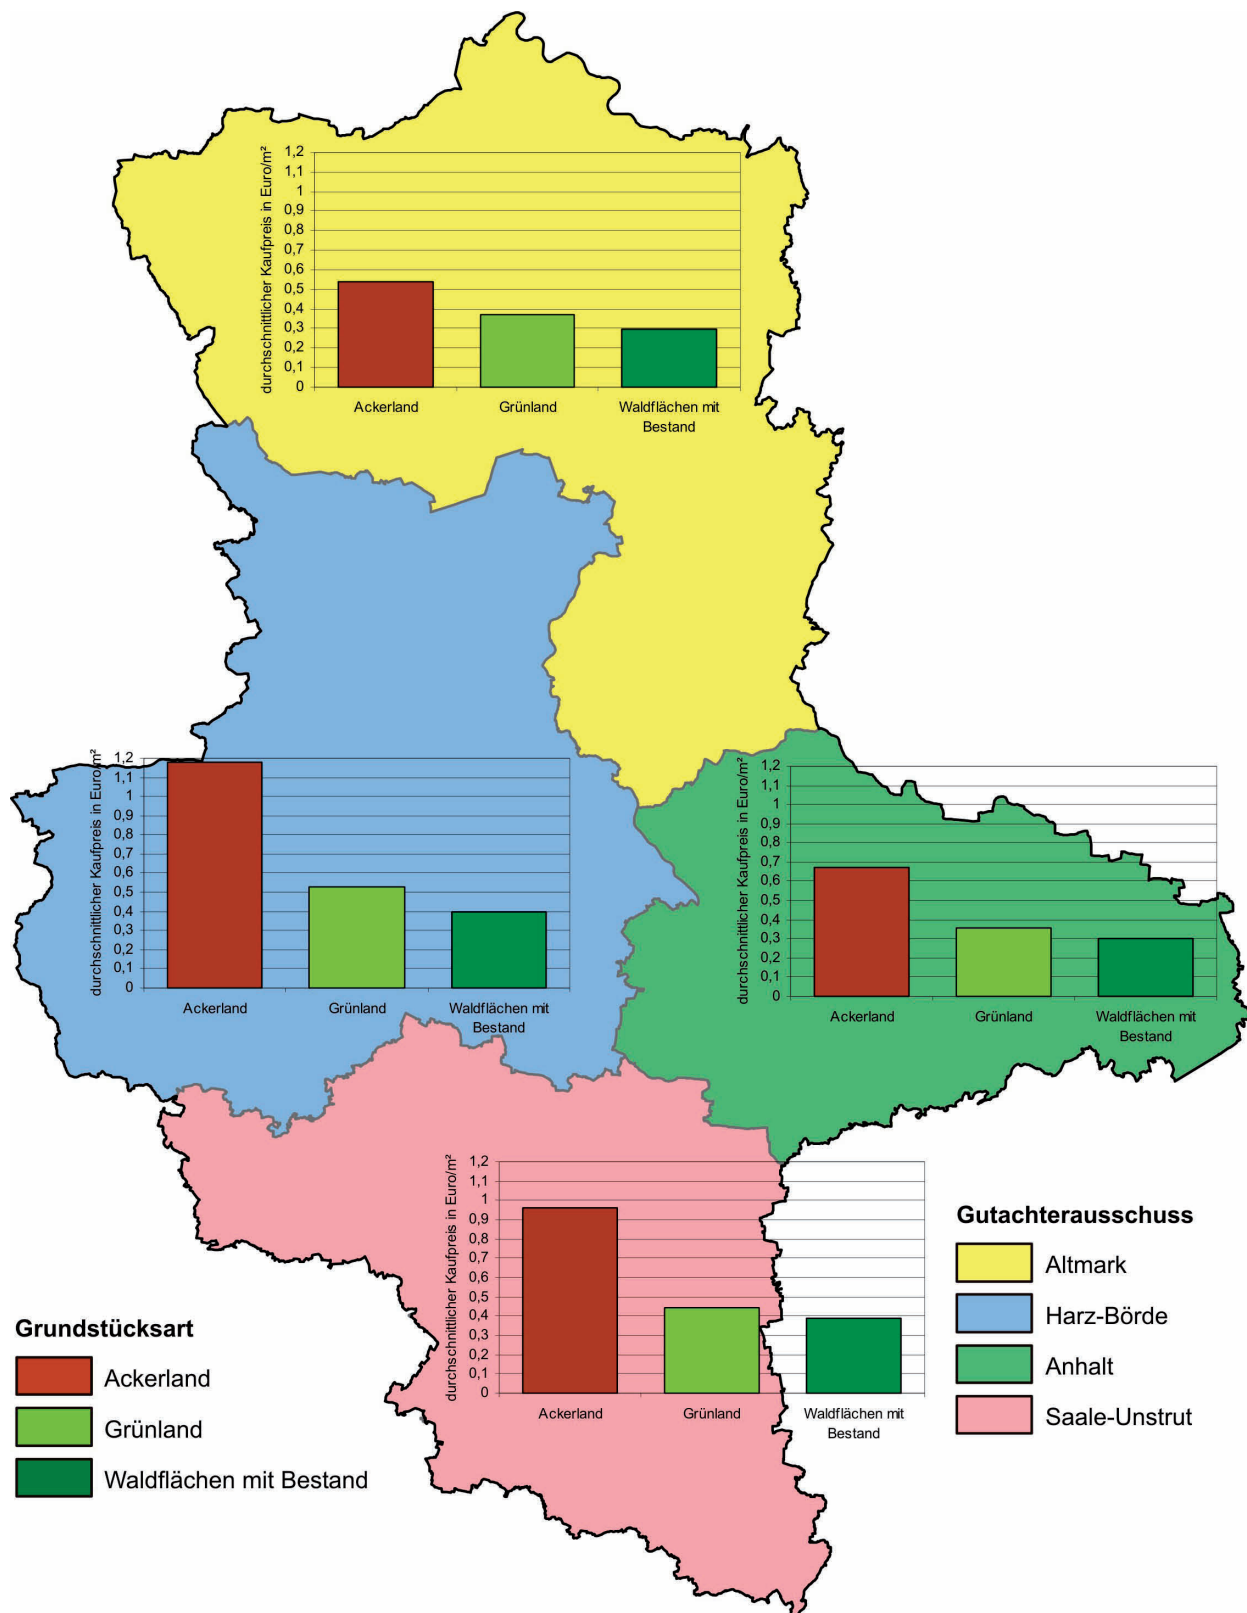 durchschnittlicher Kaufpreis in Euro/m²
1,2
1,1
1
0,9
0,8
0,7
0,6
0,5
0,4
0,3
0,2
0,1
0
Ackerland
Grünland
Waldflächen mit
Bestand
durchschnittlicher Kaufpreis in Euro/m²
1,2
1,1
1
0,9
0,8
0,7
0,6
0,5
0,4
0,3
0,2
0,1
0
Ackerland
Grünland
Waldflächen mit
Bestand
durchschnittlicher Kaufpreis in Euro/m²
1,2
1,1
1
0,9
0,8
0,7
0,6
0,5
0,4
0,3
0,2
0,1
0
Ackerland
Grünland
Waldflächen mit
Bestand
durchschnittlicher Kaufpreis in Euro/m²
1,2
1,1
1
0,9
0,8
0,7
0,6
0,5
0,4
0,3
0,2
0,1
0
Ackerland
Grünland
Waldflächen mit
Bestand
Grundstücksart
Ackerland
Grünland
Waldflächen mit Bestand
Gutachterausschuss
Altmark
Harz-Börde
Anhalt
Saale-Unstrut